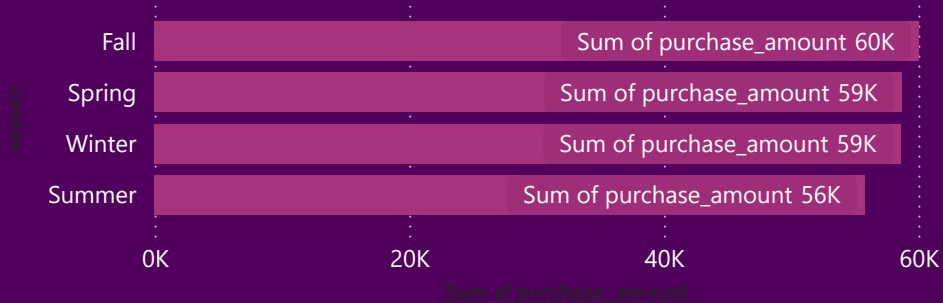 Fall Sum of purchase_amount 60K
Spring Sum of purchase_amount 59K
season
Winter Sum of purchase_amount 59K
Summer Sum of purchase_amount 56K
0K 20K 40K 60K
Sum of purchase_amount